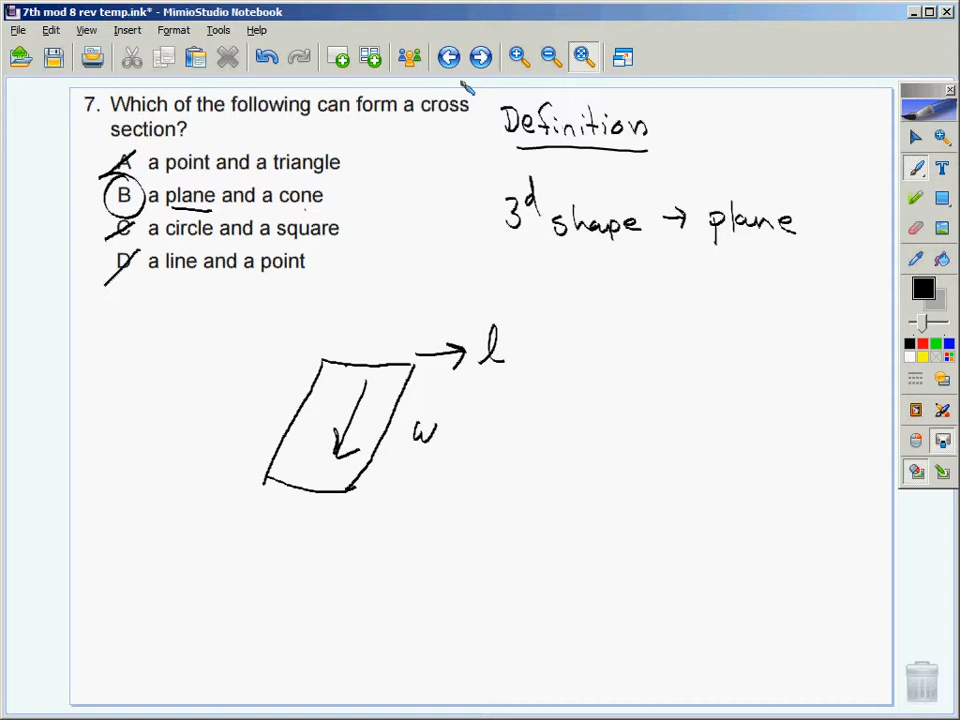 7th mod 8 rev temp.ink* - MimioStudio Notebook
File Edit View Insert Format Tools Help
7. Which of the following can form a cross
section?
A a point and a triangle
B a plane and a cone
C a circle and a square
D a line and a point
Definition
3d shape → plane
l
w
T